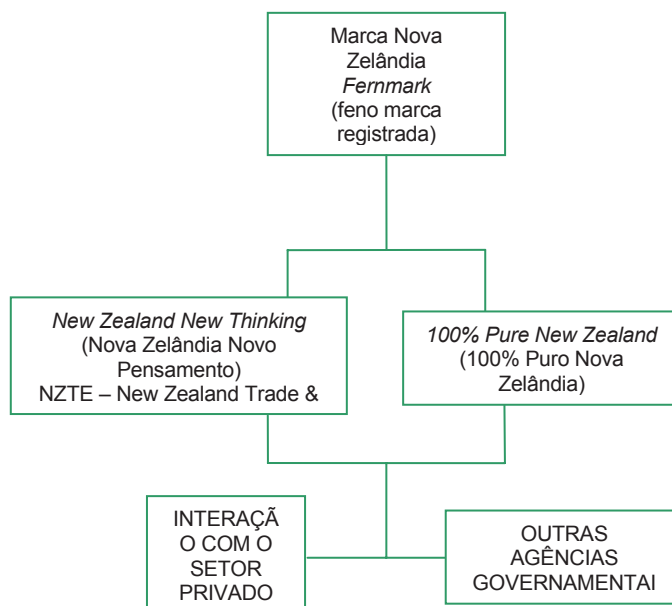 Marca Nova
Zelândia
Fernmark
(feno marca
registrada)
New Zealand New Thinking
(Nova Zelândia Novo
Pensamento)
NZTE – New Zealand Trade &
100% Pure New Zealand
(100% Puro Nova
Zelândia)
INTERAÇÃ
O COM O
SETOR
PRIVADO
OUTRAS
AGÊNCIAS
GOVERNAMENTAI